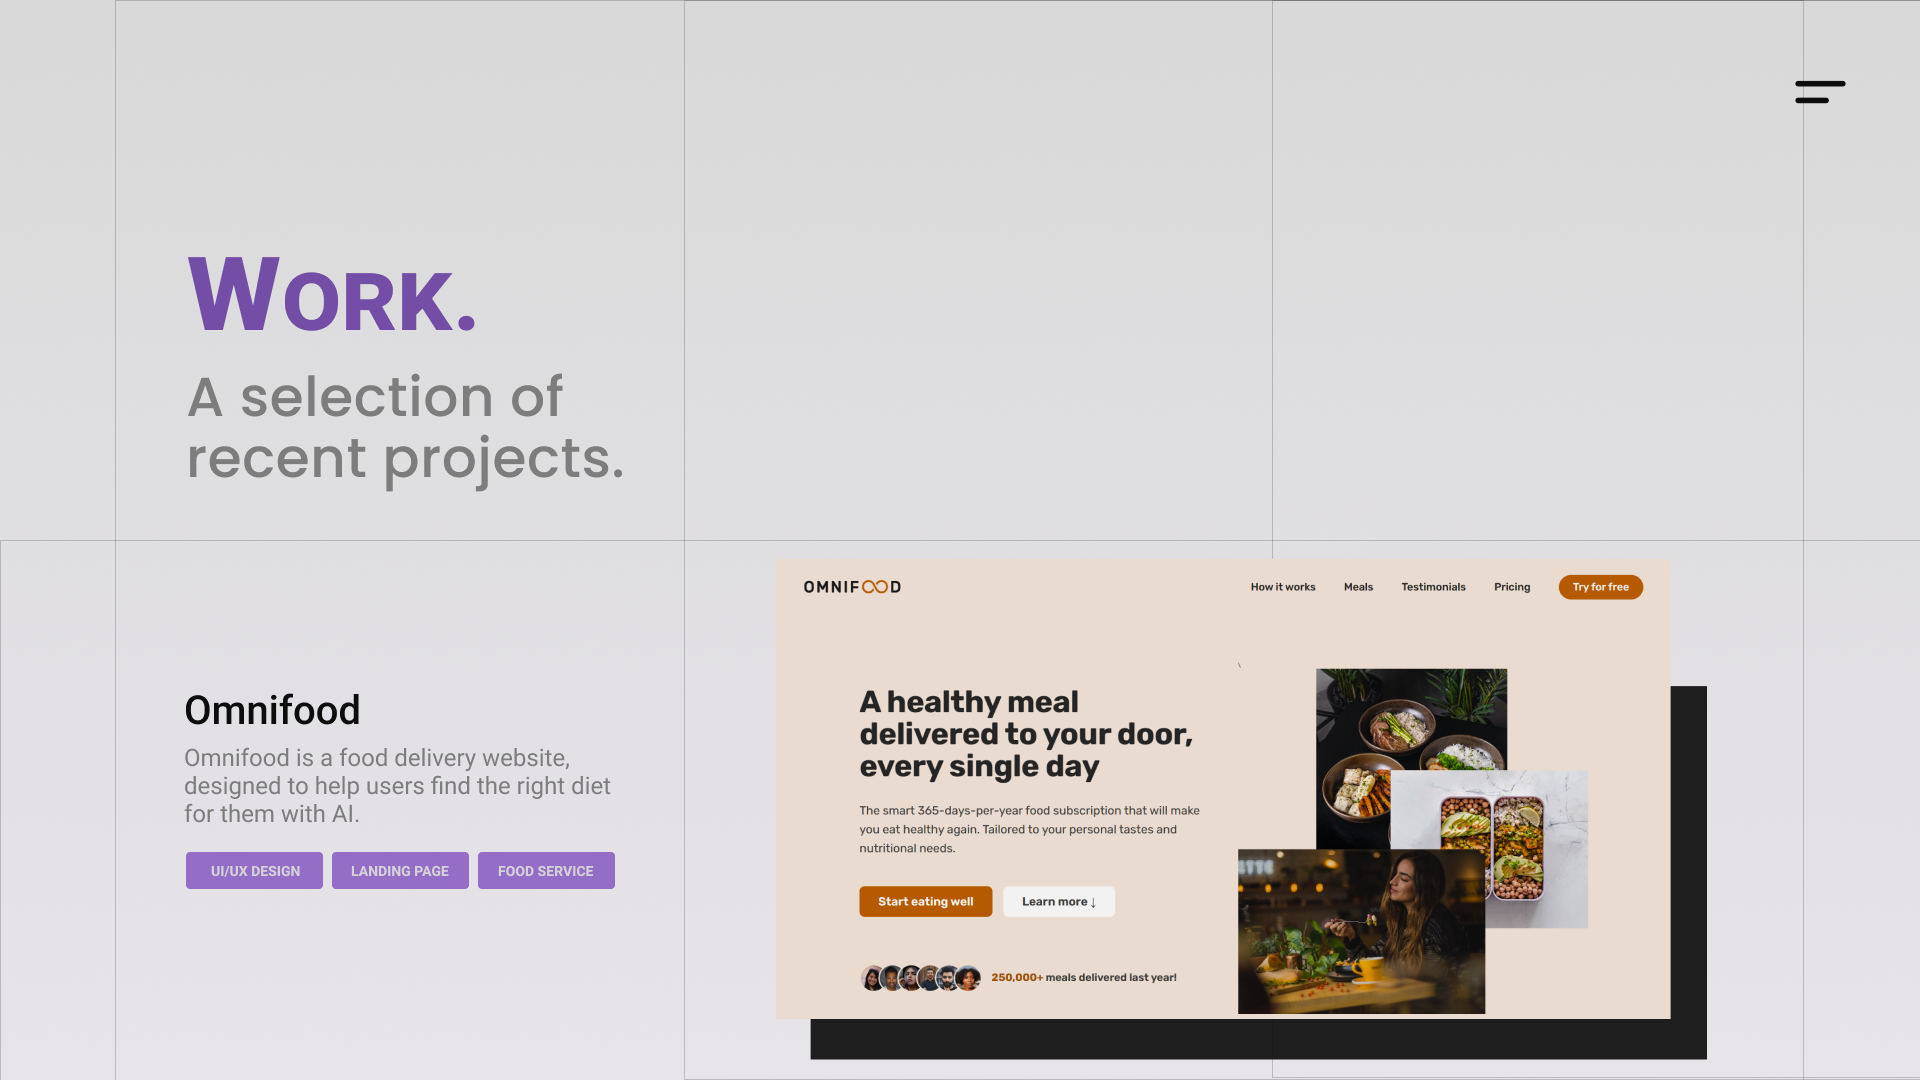 WORK.
A selection of
recent projects.
Omnifood
Omnifood is a food delivery website,
designed to help users find the right diet
for them with AI.
UI/UX DESIGN
LANDING PAGE
FOOD SERVICE
OMNIFOOD
How it works
Meals
Testimonials
Pricing
Try for free
A healthy meal
delivered to your door,
every single day
The smart 365-days-per-year food subscription that will make
you eat healthy again. Tailored to your personal tastes and
nutritional needs.
Start eating well
Learn more ↓
250,000+ meals delivered last year!